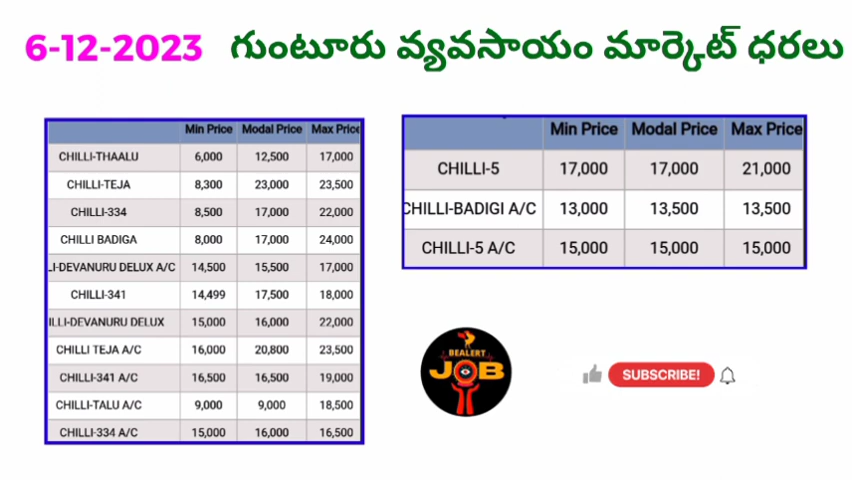 6-12-2023 గుంటూరు వ్యవసాయం మార్కెట్ ధరలు
Min Price Modal Price Max Price
CHILLI-THAALU 6,000 12,500 17,000
CHILLI-TEJA 8,300 23,000 23,500
CHILLI-334 8,500 17,000 22,000
CHILLI BADIGA 8,000 17,000 24,000
LI-DEVANURU DELUX A/C 14,500 15,500 17,000
CHILLI-341 14,499 17,500 18,000
ILLI-DEVANURU DELUX 15,000 16,000 22,000
CHILLI TEJA A/C 16,000 20,800 23,500
CHILLI-341 A/C 16,500 16,500 19,000
CHILLI-TALU A/C 9,000 9,000 18,500
CHILLI-334 A/C 15,000 16,000 16,500
Min Price Modal Price Max Price
CHILLI-5 17,000 17,000 21,000
CHILLI-BADIGI A/C 13,000 13,500 13,500
CHILLI-5 A/C 15,000 15,000 15,000
BEALERT
JOB
SUBSCRIBE!